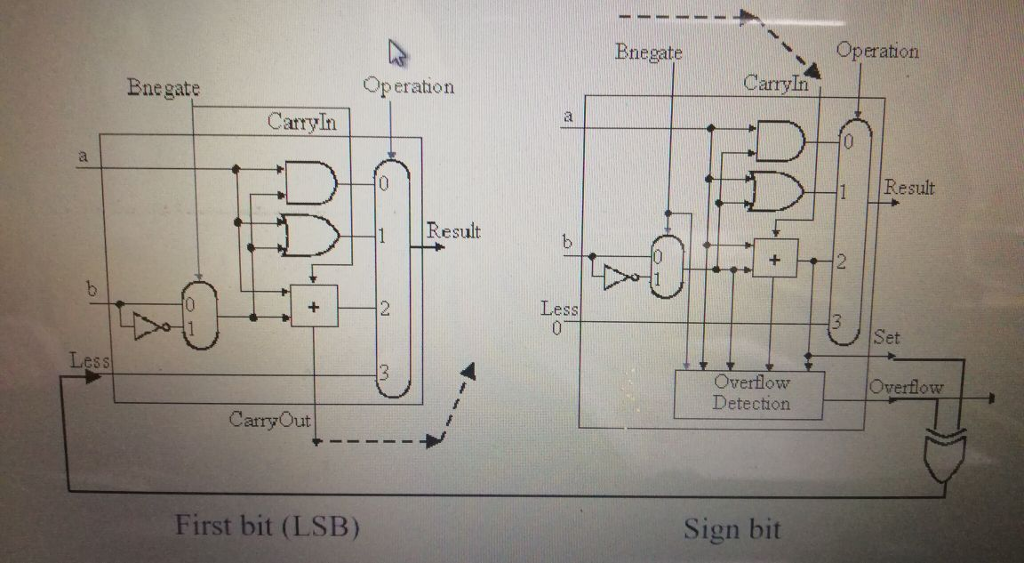 Bnegate
Operation
CarryIn
a
0
1
Result
b
0
1
+
2
Less
3
CarryOut
First bit (LSB)
Bnegate
Operation
CarryIn
a
0
1
Result
b
0
1
+
2
Less
0
3
Set
Overflow
Detection
Overflow
Sign bit